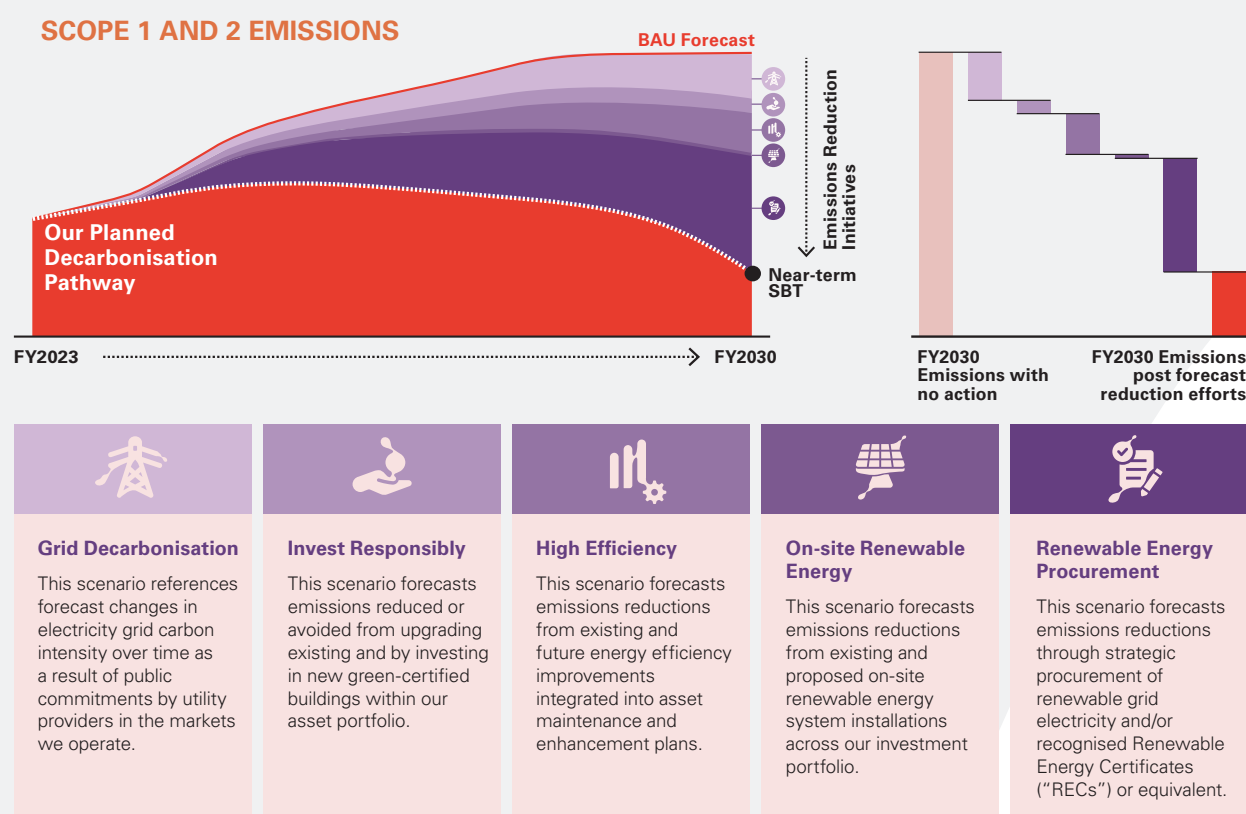 SCOPE 1 AND 2 EMISSIONS
BAU Forecast
Our Planned
Decarbonisation
Pathway
Emissions Reduction
Initiatives
Near-term
SBT
FY2023
FY2030
FY2030
Emissions with
no action
FY2030 Emissions
post forecast
reduction efforts
Grid Decarbonisation
This scenario references
forecast changes in
electricity grid carbon
intensity over time as
a result of public
commitments by utility
providers in the markets
we operate.
Invest Responsibly
This scenario forecasts
emissions reduced or
avoided from upgrading
existing and by investing
in new green-certified
buildings within our
asset portfolio.
High Efficiency
This scenario forecasts
emissions reductions
from existing and
future energy efficiency
improvements
integrated into asset
maintenance and
enhancement plans.
On-site Renewable
Energy
This scenario forecasts
emissions reductions
from existing and
proposed on-site
renewable energy
system installations
across our investment
portfolio.
Renewable Energy
Procurement
This scenario forecasts
emissions reductions
through strategic
procurement of
renewable grid
electricity and/or
recognised Renewable
Energy Certificates
(“RECs”) or equivalent.